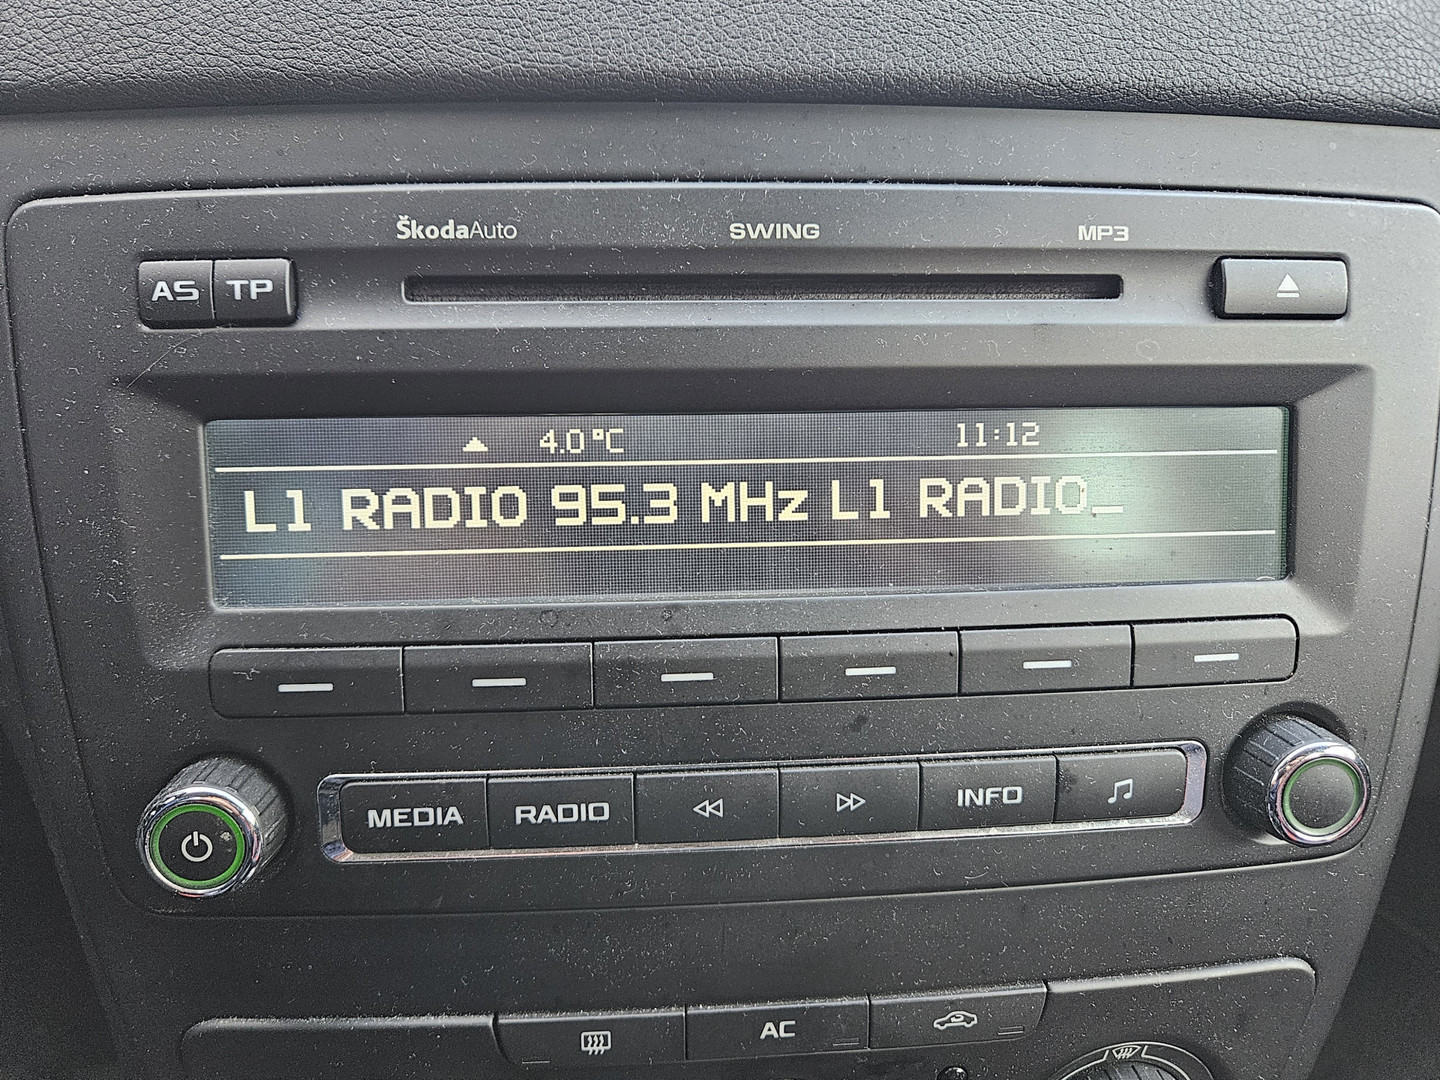 ŠkodaAuto SWING MP3
AS TP
4.0°C 11:12
L1 RADIO 95.3 MHz L1 RADIO_
MEDIA RADIO INFO
AC